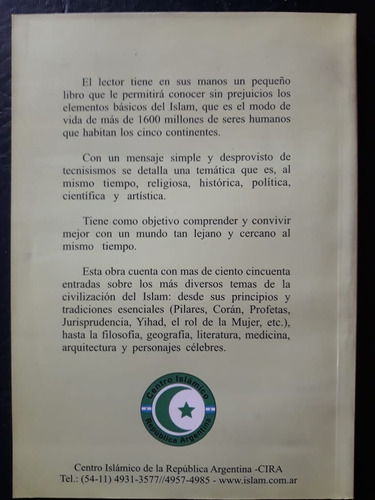 El lector tiene en sus manos un pequeño
libro que le permitirá conocer sin prejuicios los
elementos básicos del Islam, que es el modo de
vida de más de 1600 millones de seres humanos
que habitan los cinco continentes.
Con un mensaje simple y desprovisto de
tecnisismos se detalla una temática que es, al
mismo tiempo, religiosa, histórica, política,
científica y artística.
Tiene como objetivo comprender y convivir
mejor con un mundo tan lejano y cercano al
mismo tiempo.
Esta obra cuenta con mas de ciento cincuenta
entradas sobre los más diversos temas de la
civilización del Islam: desde sus principios y
tradiciones esenciales (Pilares, Corán, Profetas,
Jurisprudencia, Yihad, el rol de la Mujer, etc.),
hasta la filosofía, geografía, literatura, medicina,
arquitectura y personajes célebres.
Centro Islámico
República Argentina
Centro Islámico de la República Argentina -CIRA
Tel.: (54-11) 4931-3577//4957-4985 - www.islam.com.ar